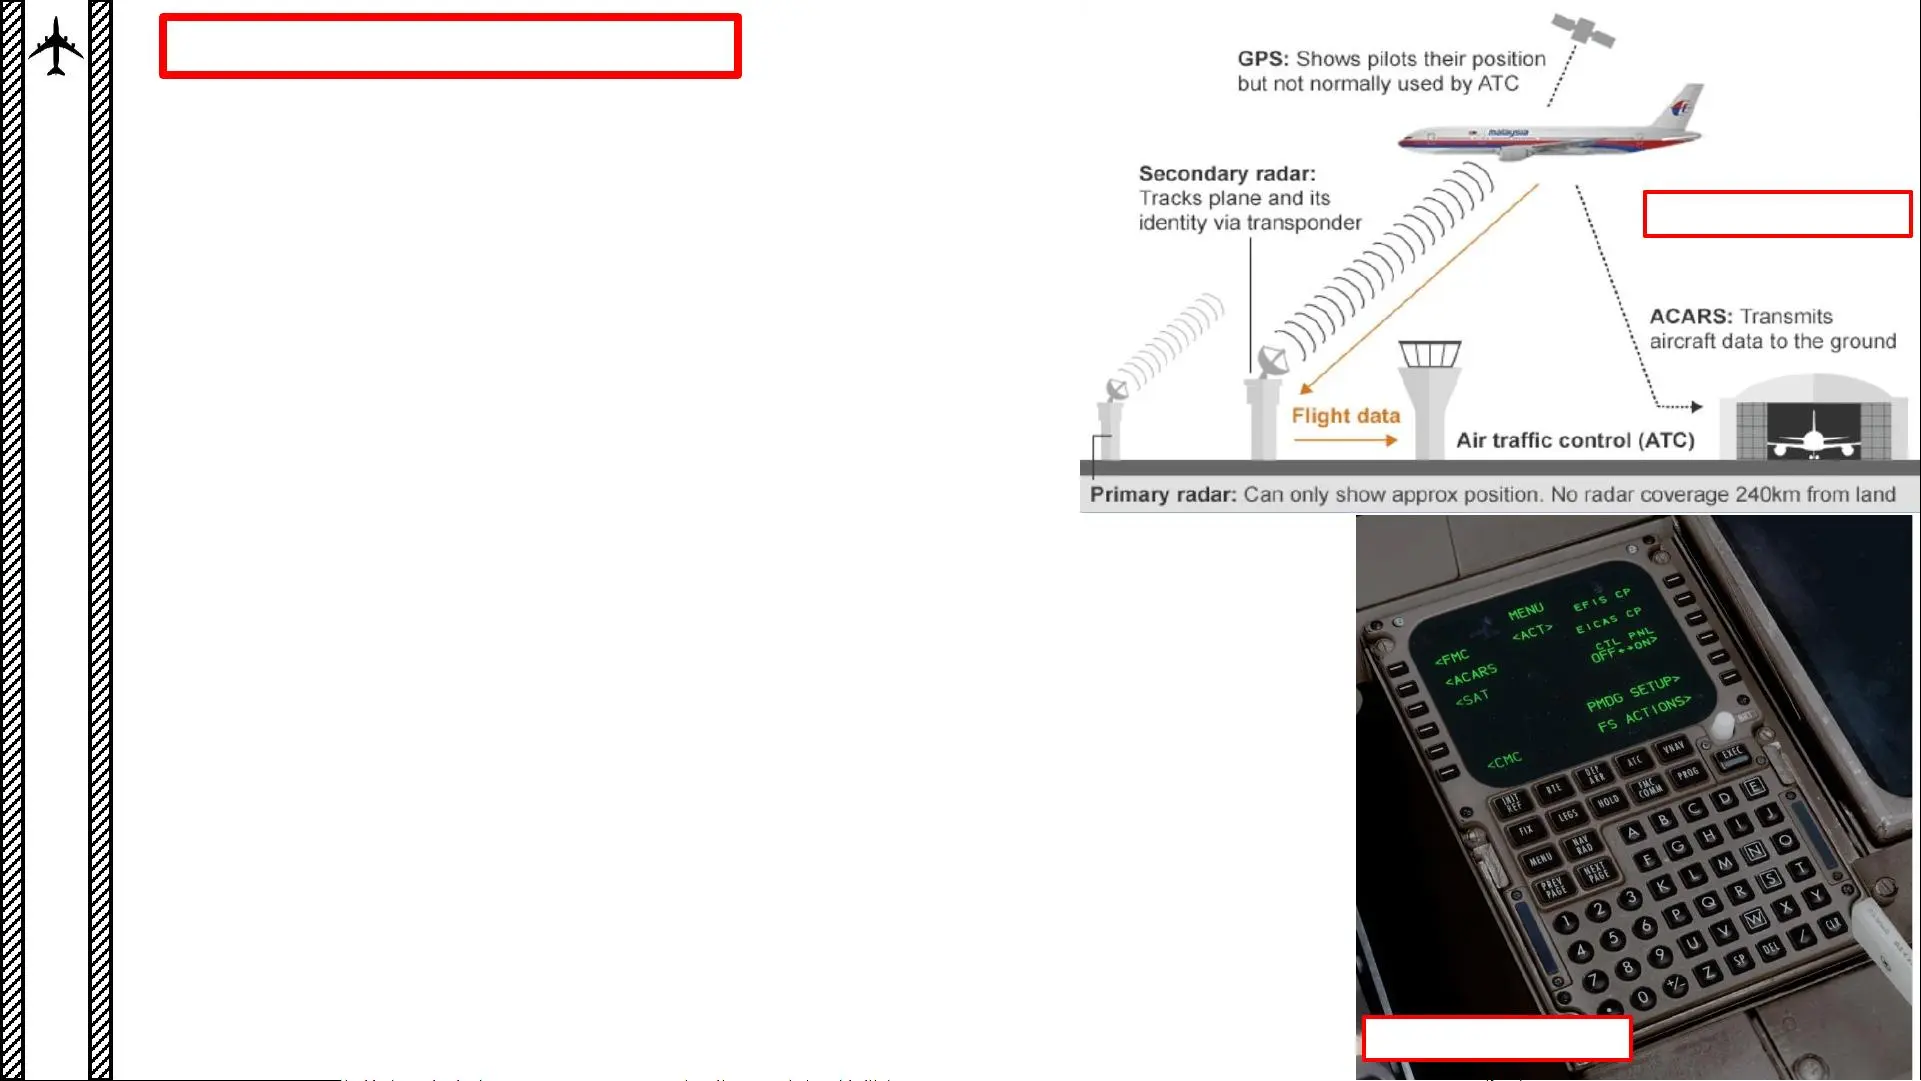 GPS: Shows pilots their position
but not normally used by ATC
malaysia
Secondary radar:
Tracks plane and its
identity via transponder
ACARS: Transmits
aircraft data to the ground
Flight data
Air traffic control (ATC)
Primary radar: Can only show approx position. No radar coverage 240km from land
MENU
EFIS CP
<ACT>
EICAS CP
<FMC
CTL PNL
OFF↔ON>
<ACARS
<SAT
PMDG SETUP>
FS ACTIONS>
<CMC
BRT
INIT REF
RTE
DEP ARR
ATC
VNAV
EXEC
FIX
LEGS
HOLD
FMC COMM
PROG
MENU
NAV RAD
PREV PAGE
NEXT PAGE
A B C D E
F G H I J
K L M N O
P Q R S T
U V W X Y
Z SP DEL / CLR
1 2 3
4 5 6
7 8 9
. 0 +/-